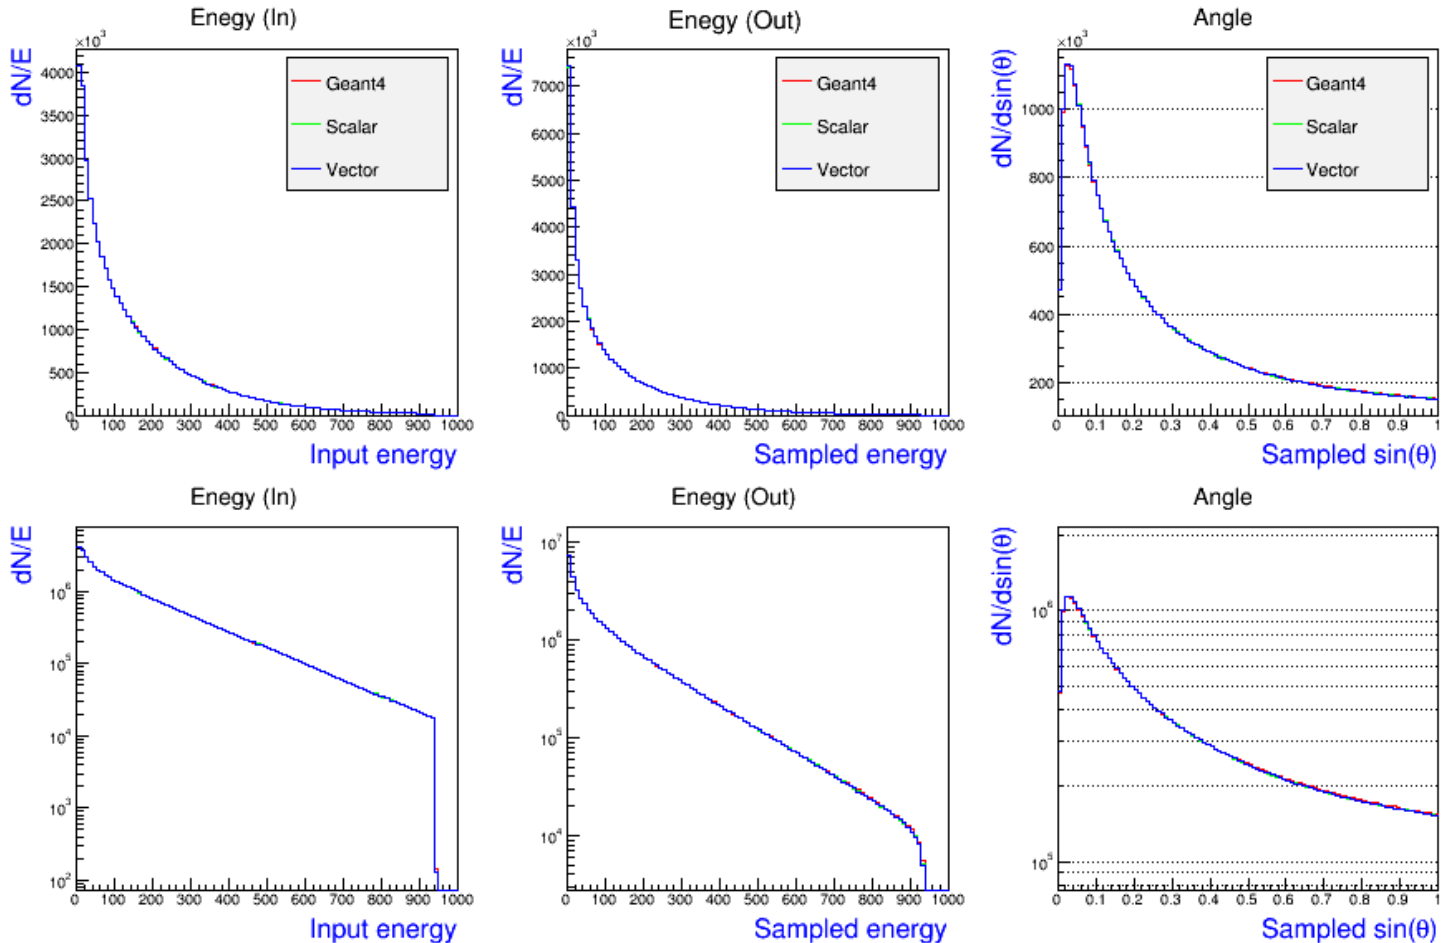 Enegy (In)
×10³
dN/E
4000
3500
3000
2500
2000
1500
1000
500
0
Geant4
Scalar
Vector
0 100 200 300 400 500 600 700 800 900 1000
Input energy
Enegy (Out)
×10³
dN/E
7000
6000
5000
4000
3000
2000
1000
0
Geant4
Scalar
Vector
0 100 200 300 400 500 600 700 800 900 1000
Sampled energy
Angle
×10³
dN/dsin(θ)
1000
800
600
400
200
Geant4
Scalar
Vector
0 0.1 0.2 0.3 0.4 0.5 0.6 0.7 0.8 0.9 1
Sampled sin(θ)
Enegy (In)
dN/E
10⁶
10⁵
10⁴
10³
10²
0 100 200 300 400 500 600 700 800 900 1000
Input energy
Enegy (Out)
dN/E
10⁷
10⁶
10⁵
10⁴
0 100 200 300 400 500 600 700 800 900 1000
Sampled energy
Angle
dN/dsin(θ)
10⁶
10⁵
0 0.1 0.2 0.3 0.4 0.5 0.6 0.7 0.8 0.9 1
Sampled sin(θ)